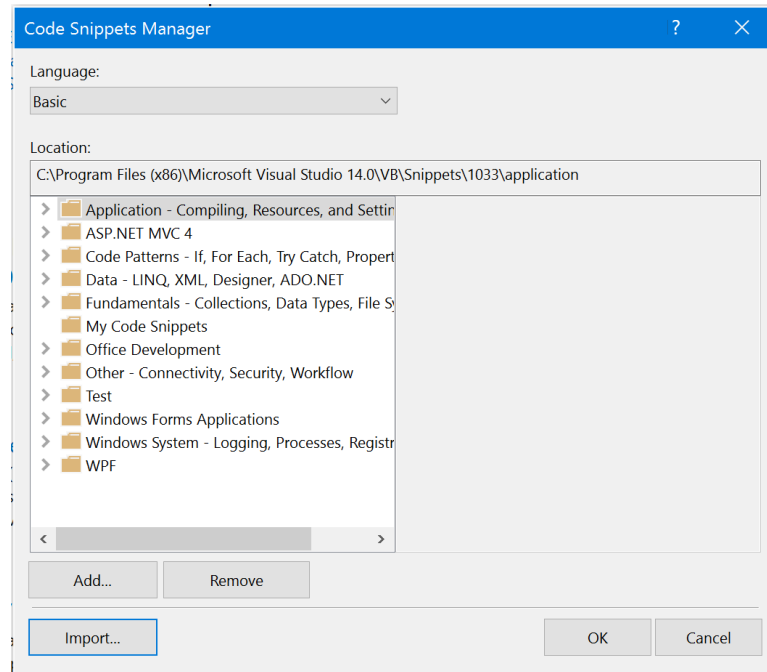 Code Snippets Manager ?
Language:
Basic
Location:
C:\Program Files (x86)\Microsoft Visual Studio 14.0\VB\Snippets\1033\application
Application - Compiling, Resources, and Settin
ASP.NET MVC 4
Code Patterns - If, For Each, Try Catch, Propert
Data - LINQ, XML, Designer, ADO.NET
Fundamentals - Collections, Data Types, File Sy
My Code Snippets
Office Development
Other - Connectivity, Security, Workflow
Test
Windows Forms Applications
Windows System - Logging, Processes, Registr
WPF
Add... Remove
Import... OK Cancel